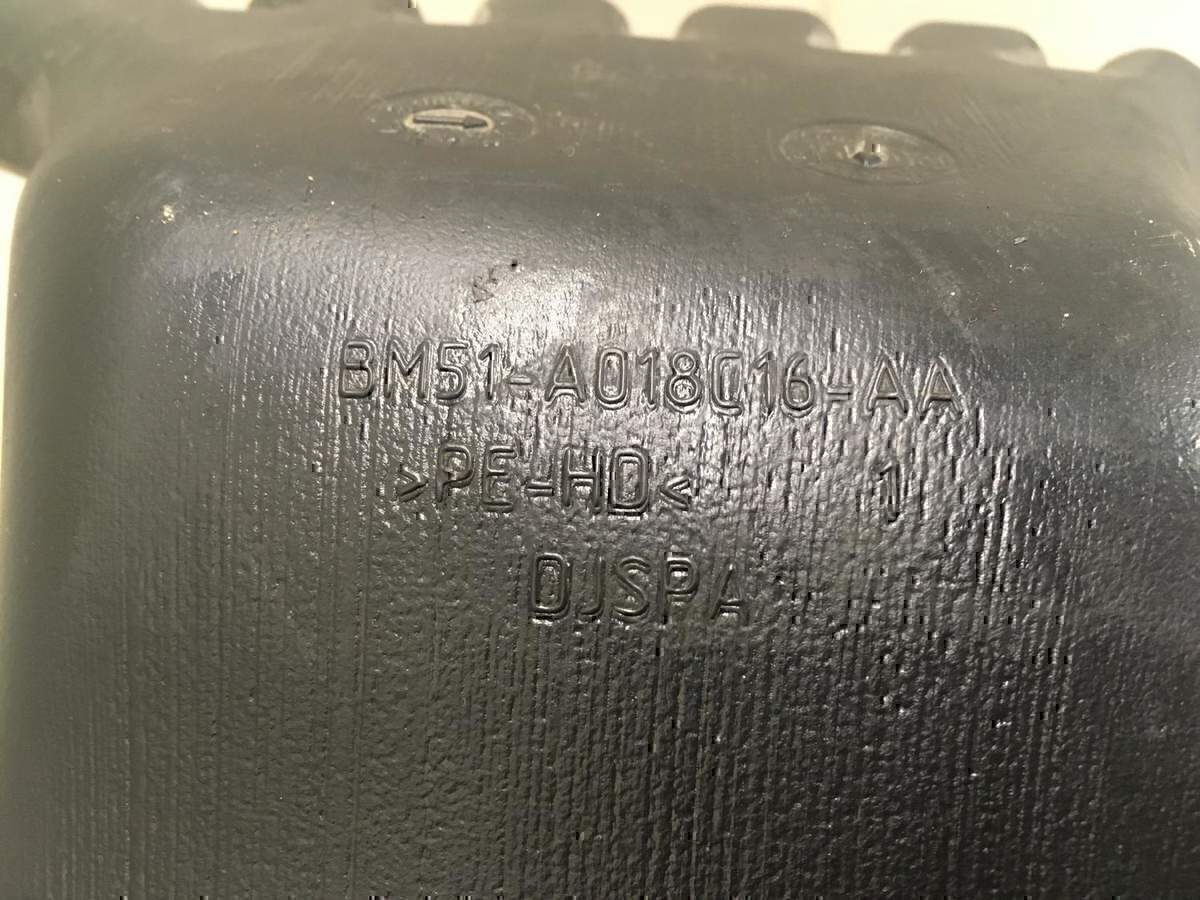 BM51-A018C16-AA
>PE-HD< 1
DJSPA